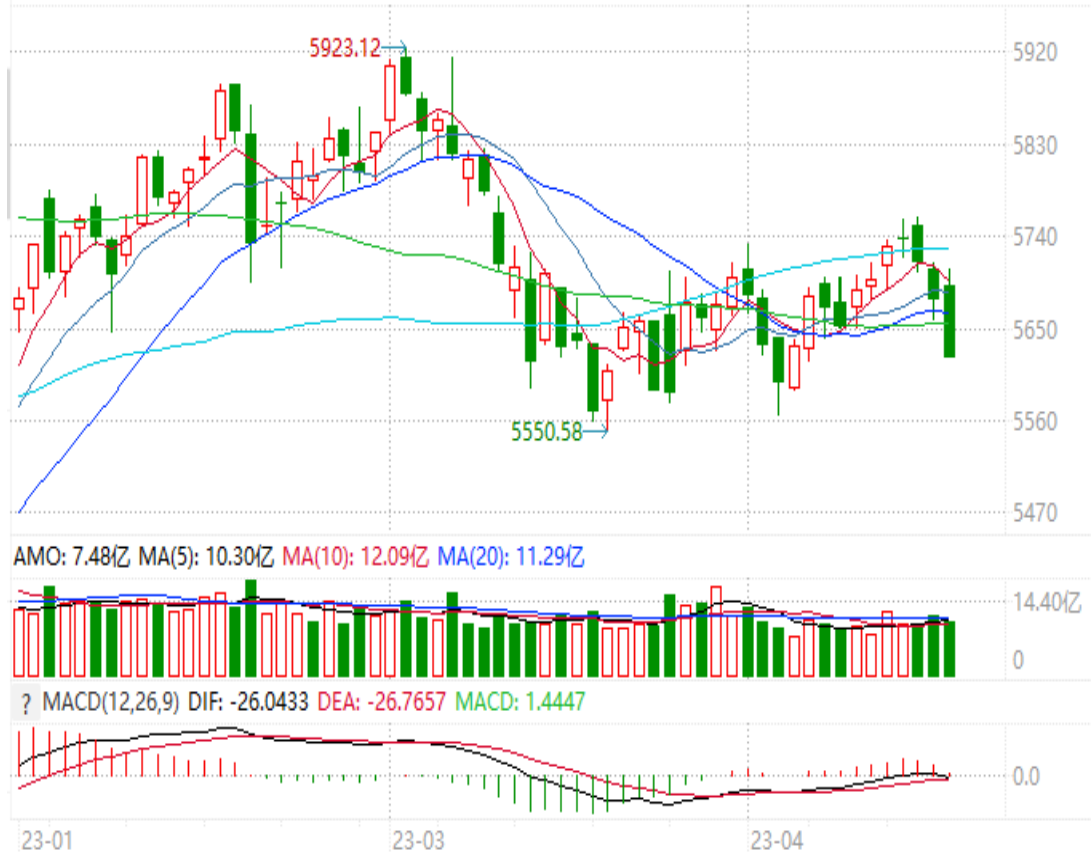 5923.12
5920
5830
5740
5650
5550.58
5560
5470
AMO: 7.48亿 MA(5): 10.30亿 MA(10): 12.09亿 MA(20): 11.29亿
14.40亿
0
? MACD(12,26,9) DIF: -26.0433 DEA: -26.7657 MACD: 1.4447
0.0
23-01 23-03 23-04